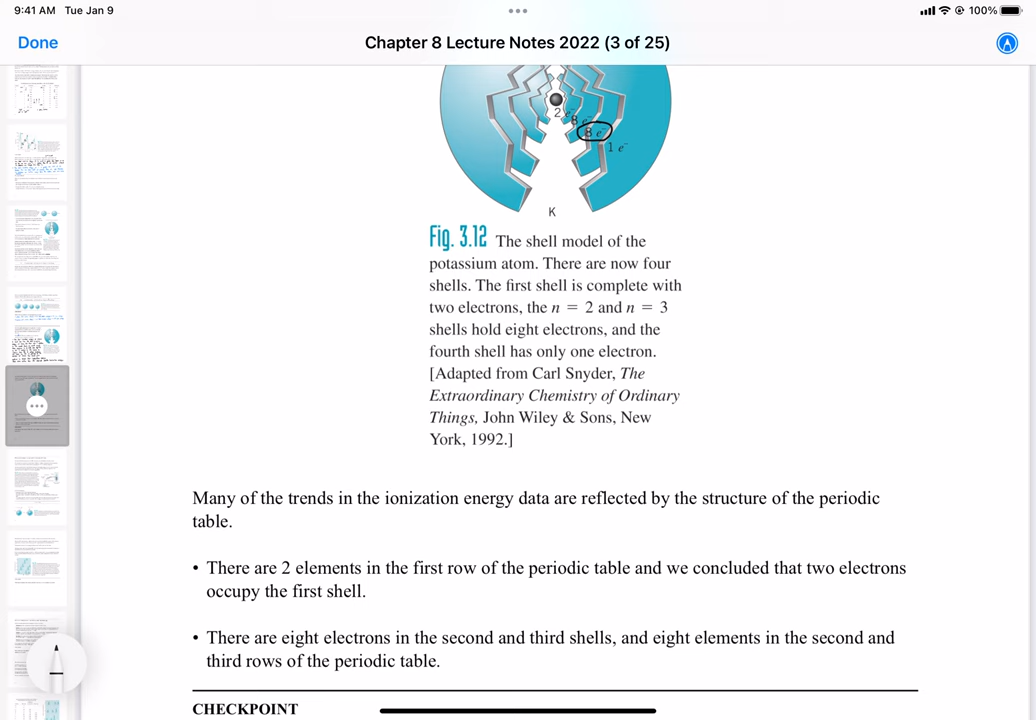 9:41 AM Tue Jan 9
100%
Done
Chapter 8 Lecture Notes 2022 (3 of 25)
2 e⁻
8 e⁻
8 e⁻
1 e⁻
K
Fig. 3.12 The shell model of the
potassium atom. There are now four
shells. The first shell is complete with
two electrons, the n = 2 and n = 3
shells hold eight electrons, and the
fourth shell has only one electron.
[Adapted from Carl Snyder, The
Extraordinary Chemistry of Ordinary
Things, John Wiley & Sons, New
York, 1992.]
Many of the trends in the ionization energy data are reflected by the structure of the periodic
table.
• There are 2 elements in the first row of the periodic table and we concluded that two electrons
occupy the first shell.
• There are eight electrons in the second and third shells, and eight elements in the second and
third rows of the periodic table.
CHECKPOINT